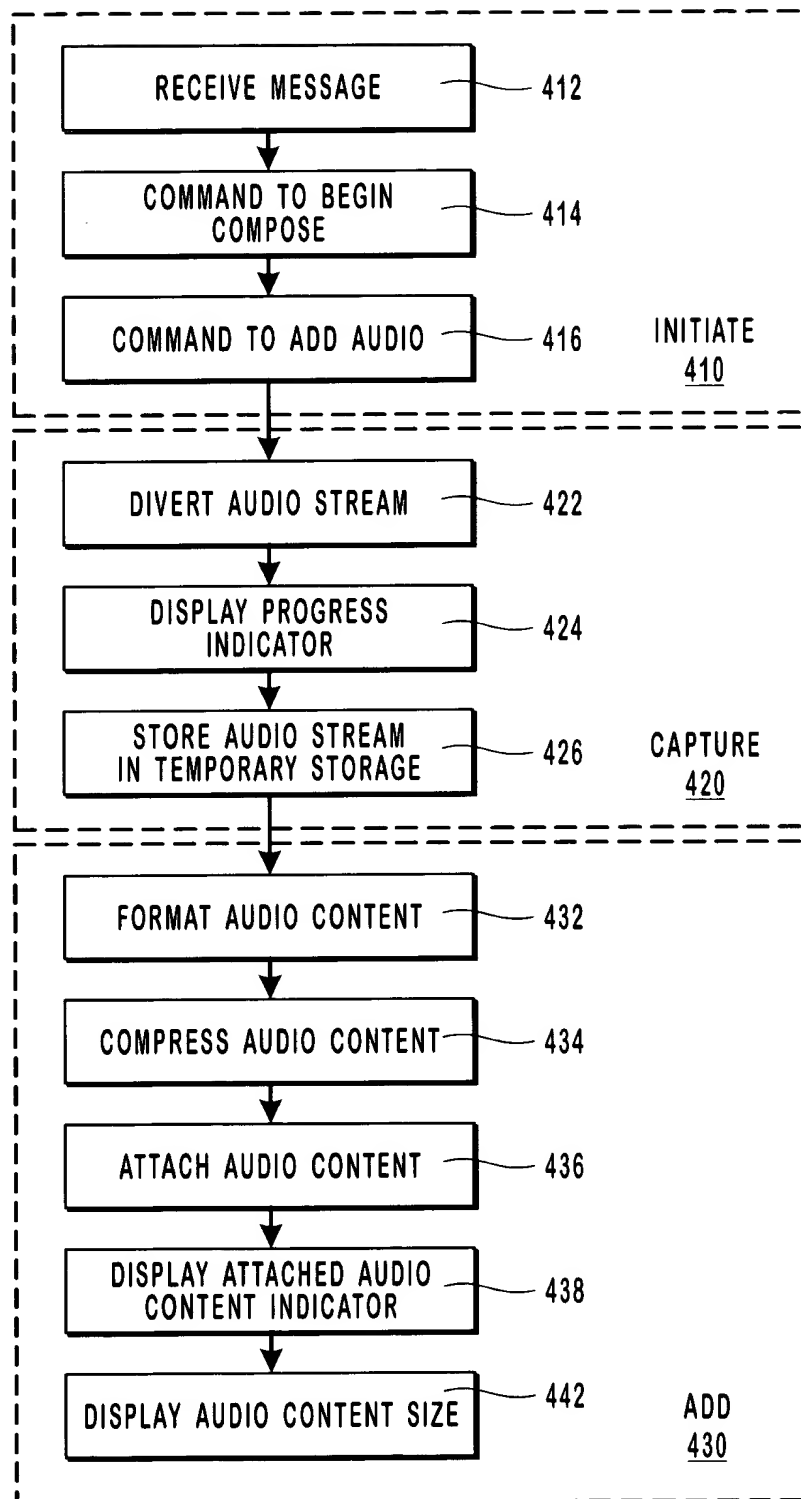 RECEIVE MESSAGE
412
COMMAND TO BEGIN
COMPOSE
414
COMMAND TO ADD AUDIO
416
INITIATE
410
DIVERT AUDIO STREAM
422
DISPLAY PROGRESS
INDICATOR
424
STORE AUDIO STREAM
IN TEMPORARY STORAGE
426
CAPTURE
420
FORMAT AUDIO CONTENT
432
COMPRESS AUDIO CONTENT
434
ATTACH AUDIO CONTENT
436
DISPLAY ATTACHED AUDIO
CONTENT INDICATOR
438
DISPLAY AUDIO CONTENT SIZE
442
ADD
430